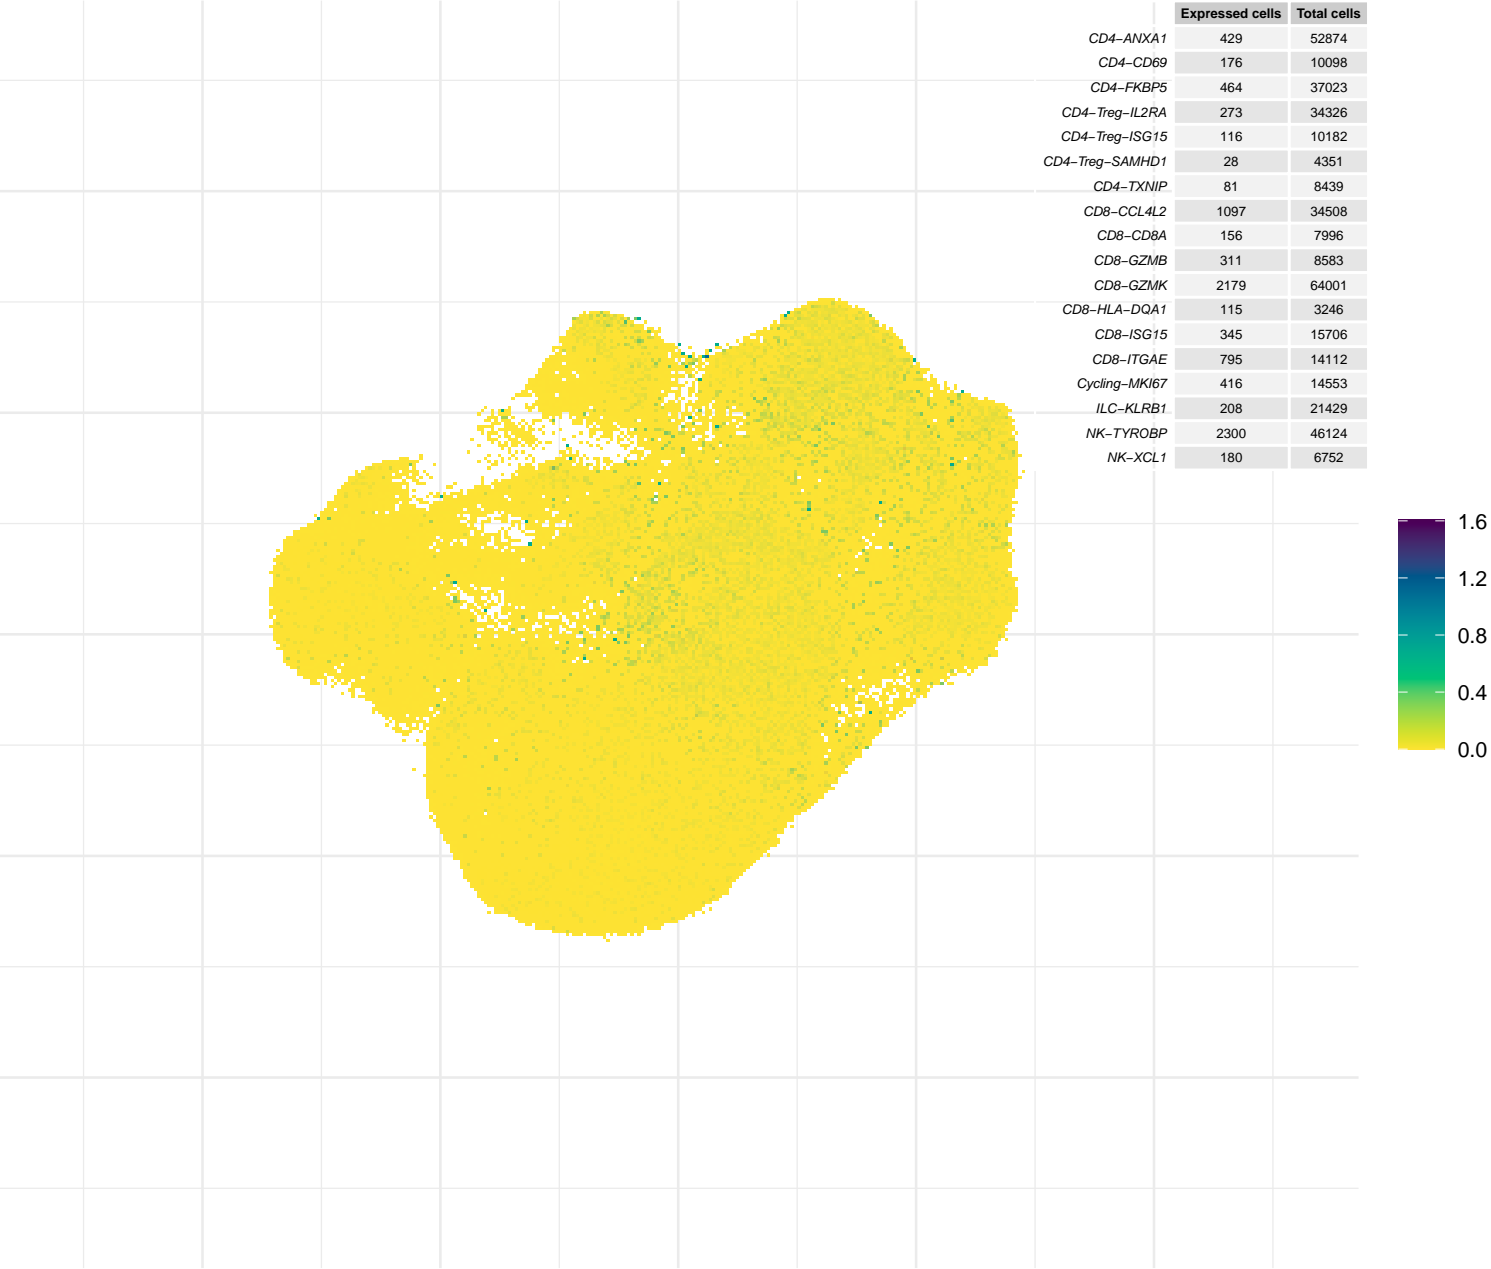 Expressed cells Total cells
CD4−ANXA1 429 52874
CD4−CD69 176 10098
CD4−FKBP5 464 37023
CD4−Treg−IL2RA 273 34326
CD4−Treg−ISG15 116 10182
CD4−Treg−SAMHD1 28 4351
CD4−TXNIP 81 8439
CD8−CCL4L2 1097 34508
CD8−CD8A 156 7996
CD8−GZMB 311 8583
CD8−GZMK 2179 64001
CD8−HLA−DQA1 115 3246
CD8−ISG15 345 15706
CD8−ITGAE 795 14112
Cycling−MKI67 416 14553
ILC−KLRB1 208 21429
NK−TYROBP 2300 46124
NK−XCL1 180 6752
1.6
1.2
0.8
0.4
0.0